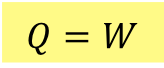 Q = W